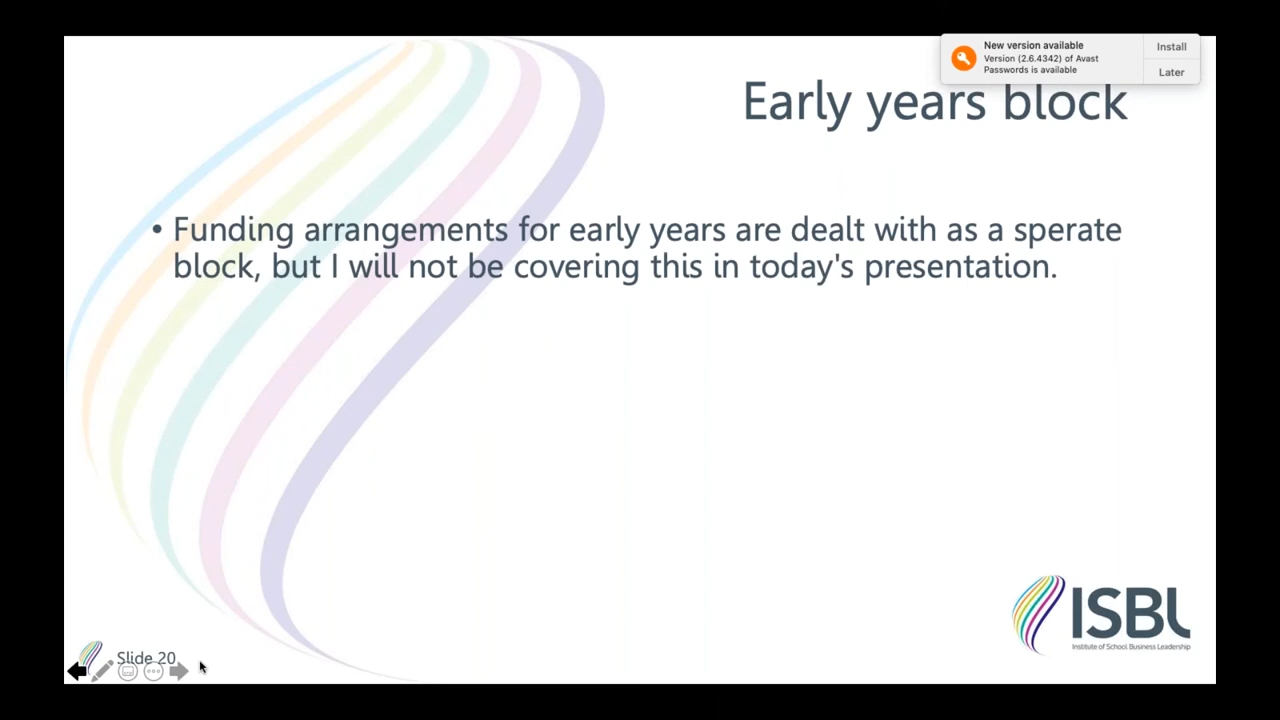 New version available
Version (2.6.4342) of Avast
Passwords is available
Install
Later
Early years block
• Funding arrangements for early years are dealt with as a sperate
block, but I will not be covering this in today's presentation.
ISBL
Institute of School Business Leadership
Slide 20